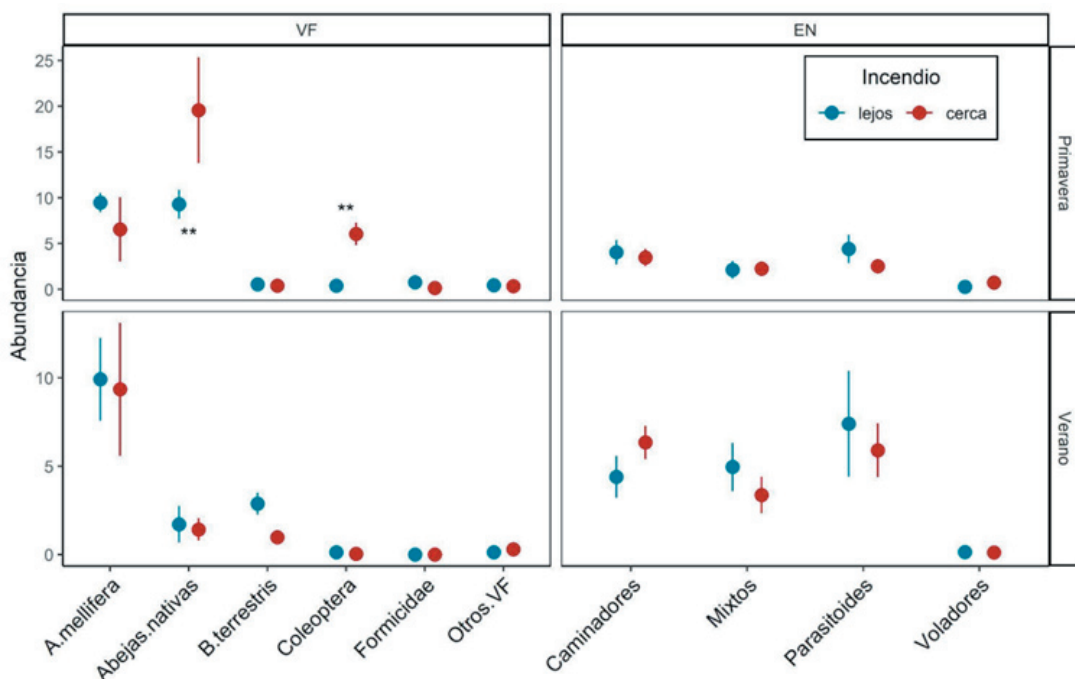 VF
EN
Incendio
lejos cerca
Primavera
Verano
Abundancia
25
20
15
10
5
0
**
**
10
5
0
A.mellifera
Abejas.nativas
B.terrestris
Coleoptera
Formicidae
Otros.VF
Caminadores
Mixtos
Parasitoides
Voladores